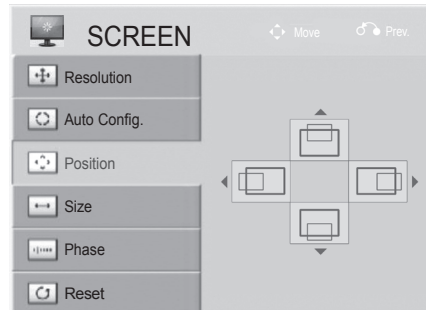 SCREEN
Move
Prev.
Resolution
Auto Config.
Position
Size
Phase
Reset